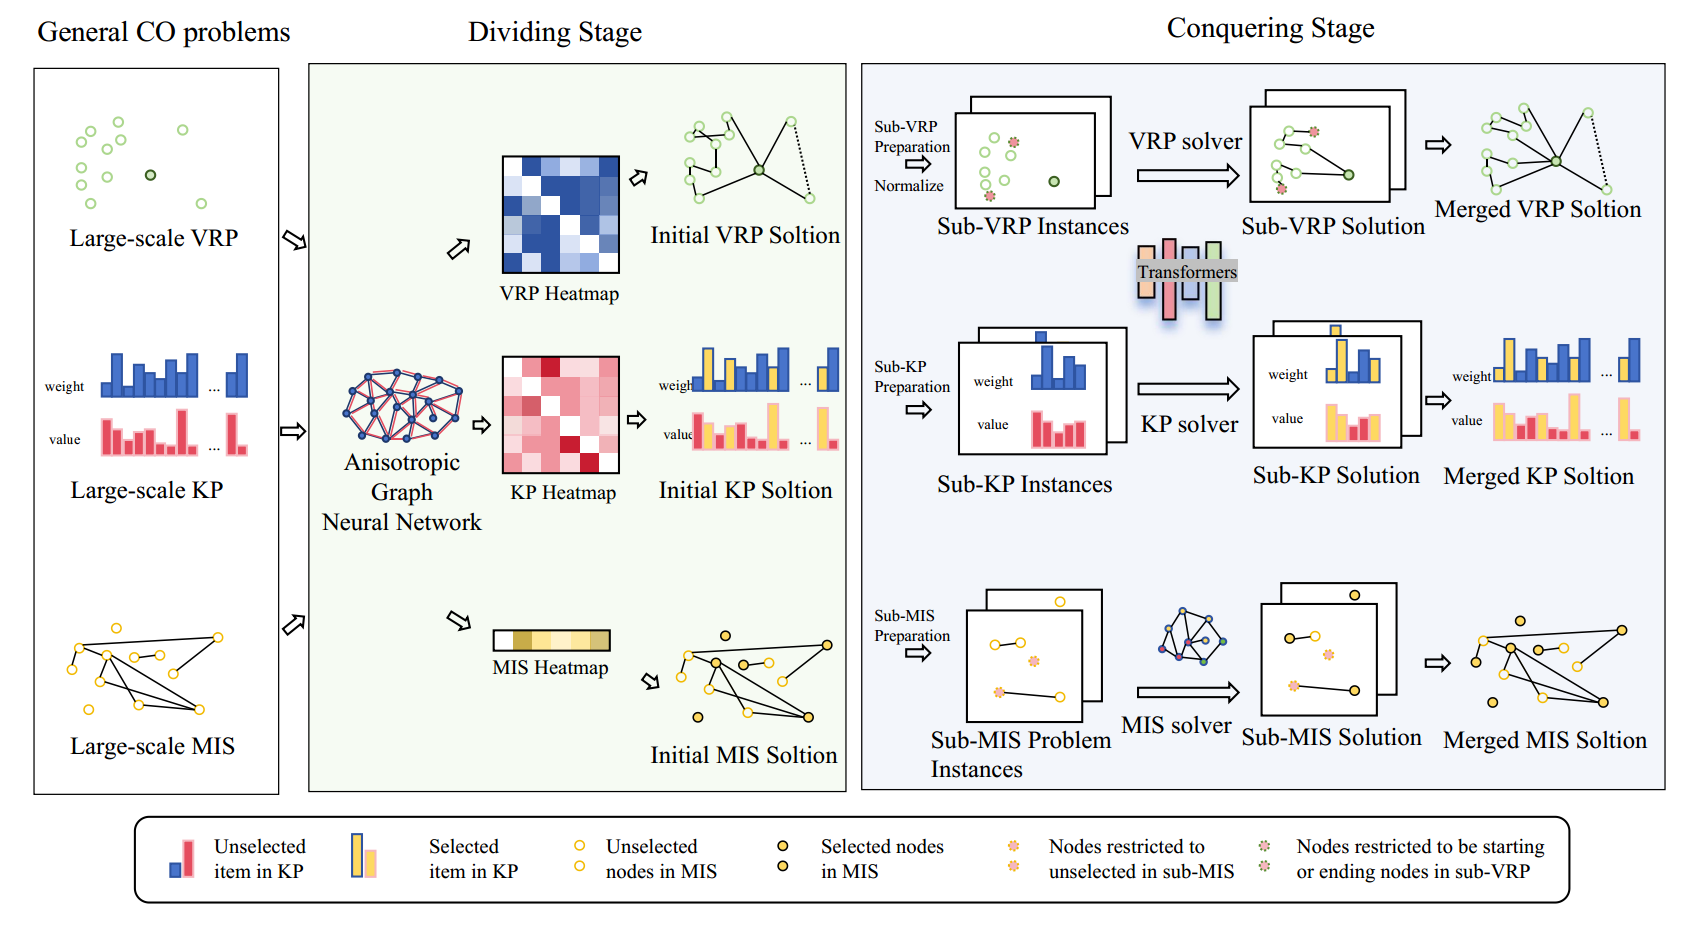 General CO problems
Dividing Stage
Conquering Stage
Large-scale VRP
weight
value
...
...
Large-scale KP
Large-scale MIS
Anisotropic
Graph
Neural Network
VRP Heatmap
Initial VRP Soltion
KP Heatmap
weigh
value
...
...
Initial KP Soltion
MIS Heatmap
Initial MIS Soltion
Sub-VRP
Preparation
Normalize
Sub-VRP Instances
VRP solver
Sub-VRP Solution
Merged VRP Soltion
Transformers
Sub-KP
Preparation
weight
value
Sub-KP Instances
KP solver
weight
value
Sub-KP Solution
weight
value
...
...
Merged KP Soltion
Sub-MIS
Preparation
Sub-MIS Problem
Instances
MIS solver
Sub-MIS Solution
Merged MIS Soltion
Unselected
item in KP
Selected
item in KP
Unselected
nodes in MIS
Selected nodes
in MIS
Nodes restricted to
unselected in sub-MIS
Nodes restricted to be starting
or ending nodes in sub-VRP